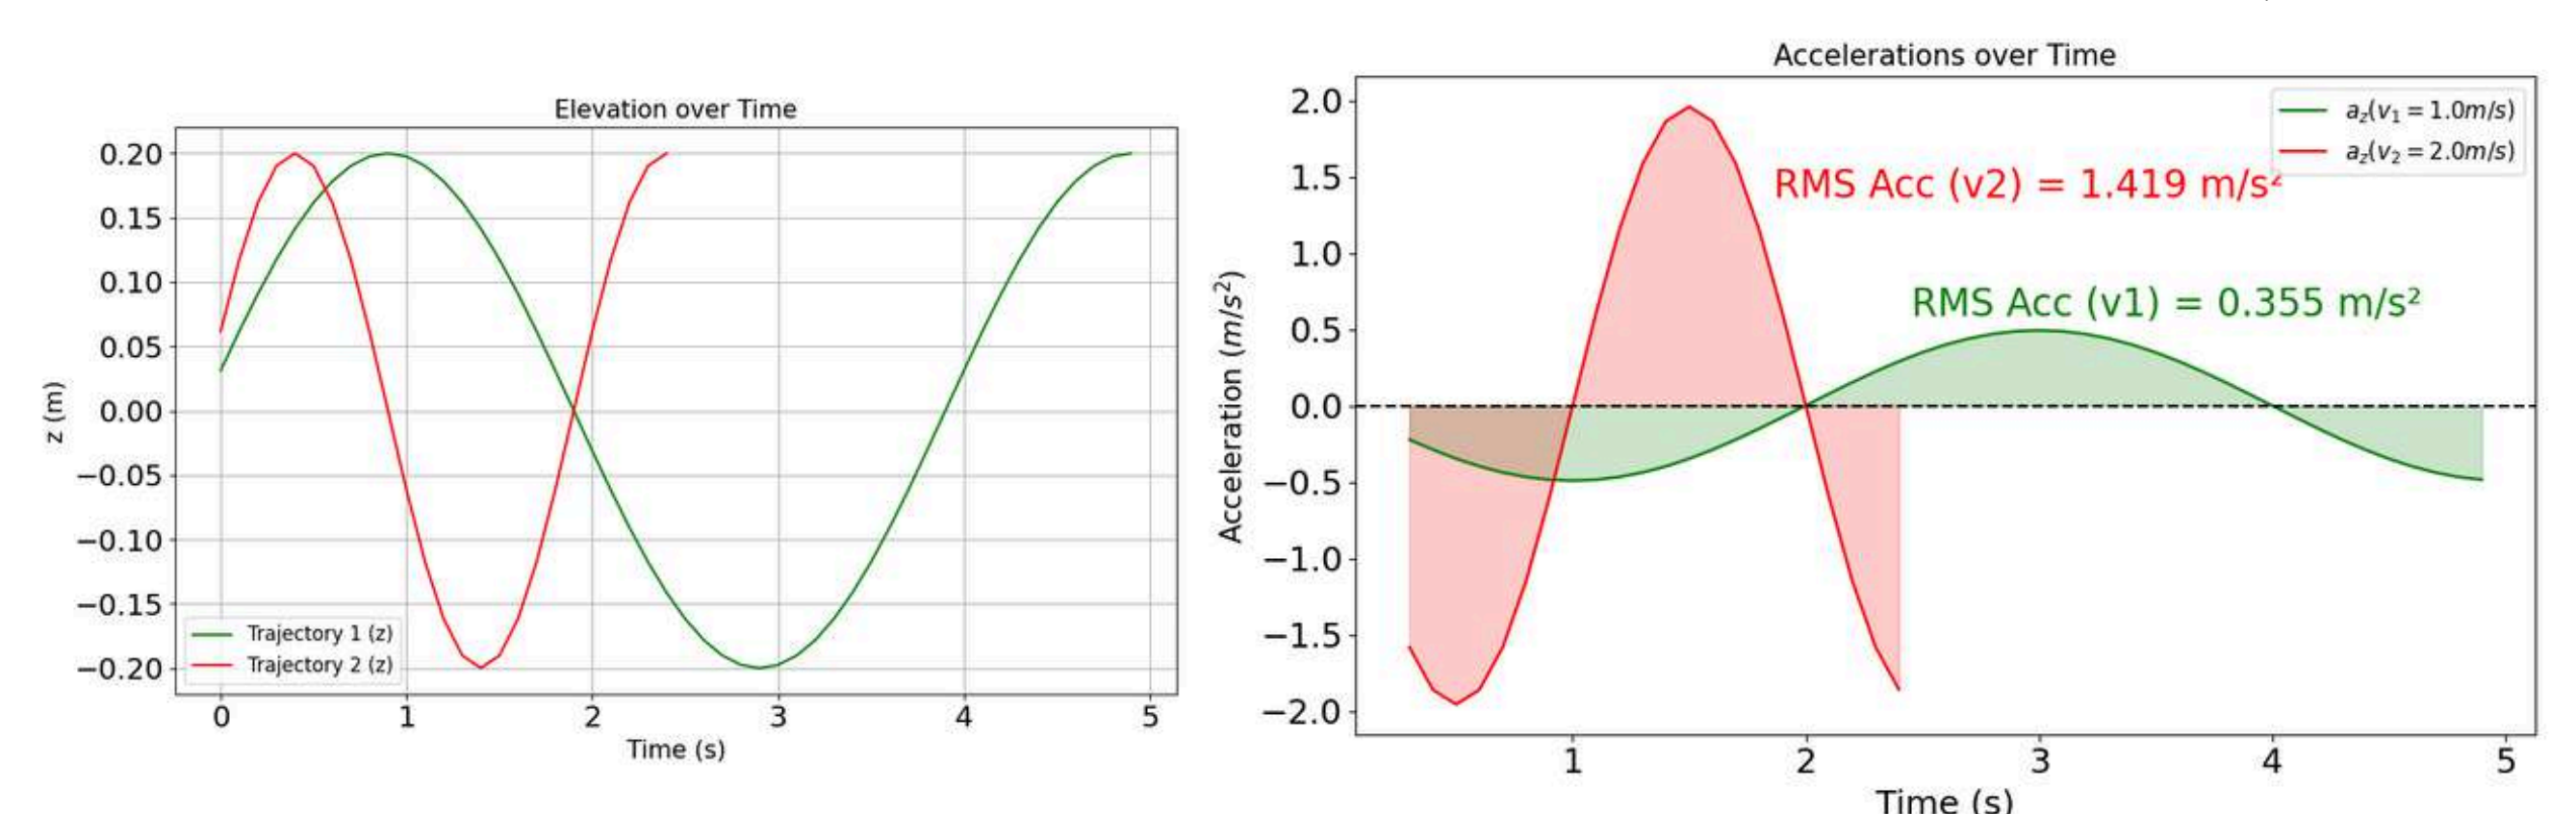 Elevation over Time
0.20
0.15
0.10
0.05
0.00
−0.05
−0.10
−0.15
−0.20
z (m)
Trajectory 1 (z)
Trajectory 2 (z)
0 1 2 3 4 5
Time (s)
Accelerations over Time
2.0
1.5
1.0
0.5
0.0
−0.5
−1.0
−1.5
−2.0
Acceleration (m/s²)
a_z(v₁ = 1.0m/s)
a_z(v₂ = 2.0m/s)
RMS Acc (v2) = 1.419 m/s²
RMS Acc (v1) = 0.355 m/s²
1 2 3 4 5
Time (s)